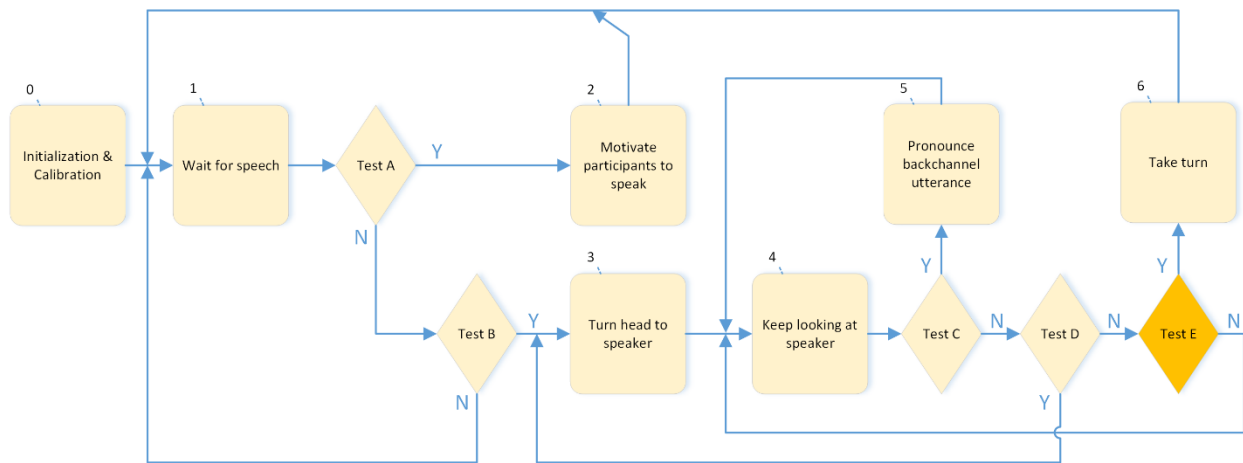 0
Initialization &
Calibration
1
Wait for speech
Test A
Y
N
2
Motivate
participants to
speak
Test B
Y
N
3
Turn head to
speaker
4
Keep looking at
speaker
5
Pronounce
backchannel
utterance
Test C
Y
N
Test D
N
Y
6
Take turn
Test E
Y
N